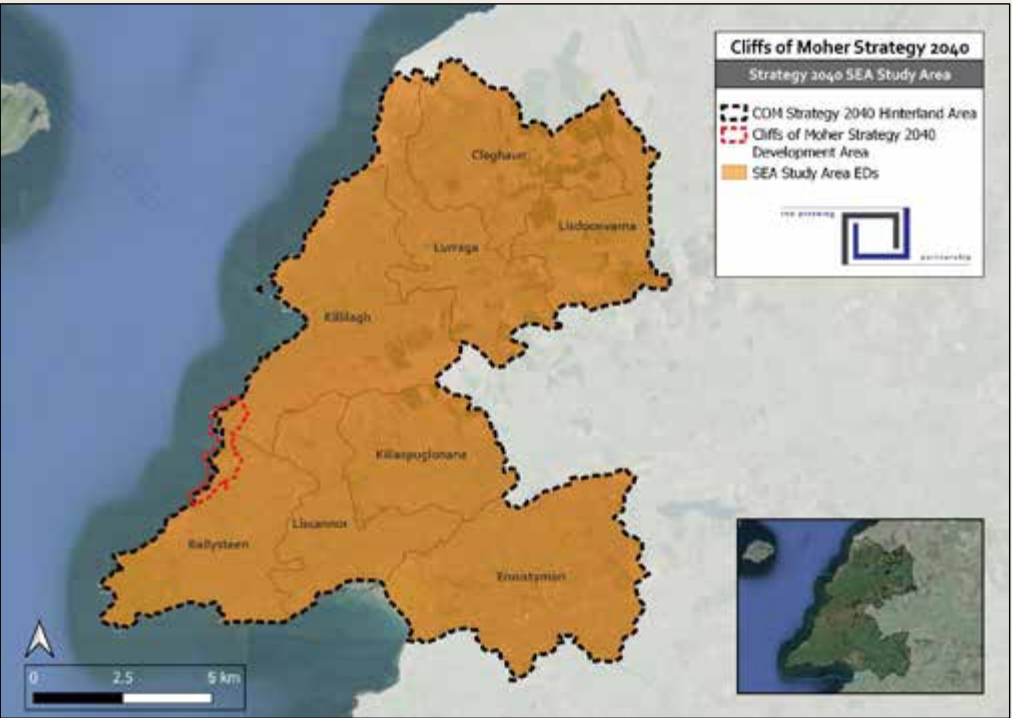 Cliffs of Moher Strategy 2040
Strategy 2040 SEA Study Area
COM Strategy 2040 Hinterland Area
Cliffs of Moher Strategy 2040
Development Area
SEA Study Area EDs
the planning
partnership
Cleghaun
Lisdoonvarna
Lurraga
Killilagh
Killaspuglonane
Liscannor
Ballysteen
Ennistymon
0 2.5 5 km